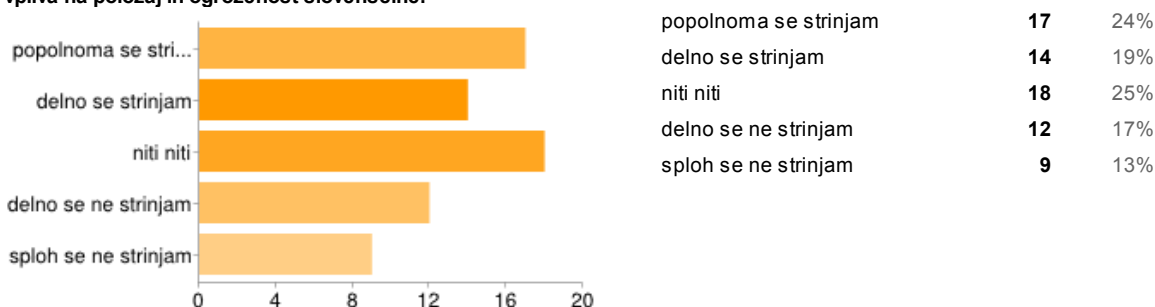 vpliva na položaj in ogroženost slovenščine.
popolnoma se stri...
delno se strinjam
niti niti
delno se ne strinjam
sploh se ne strinjam
0 4 8 12 16 20
popolnoma se strinjam 17 24%
delno se strinjam 14 19%
niti niti 18 25%
delno se ne strinjam 12 17%
sploh se ne strinjam 9 13%